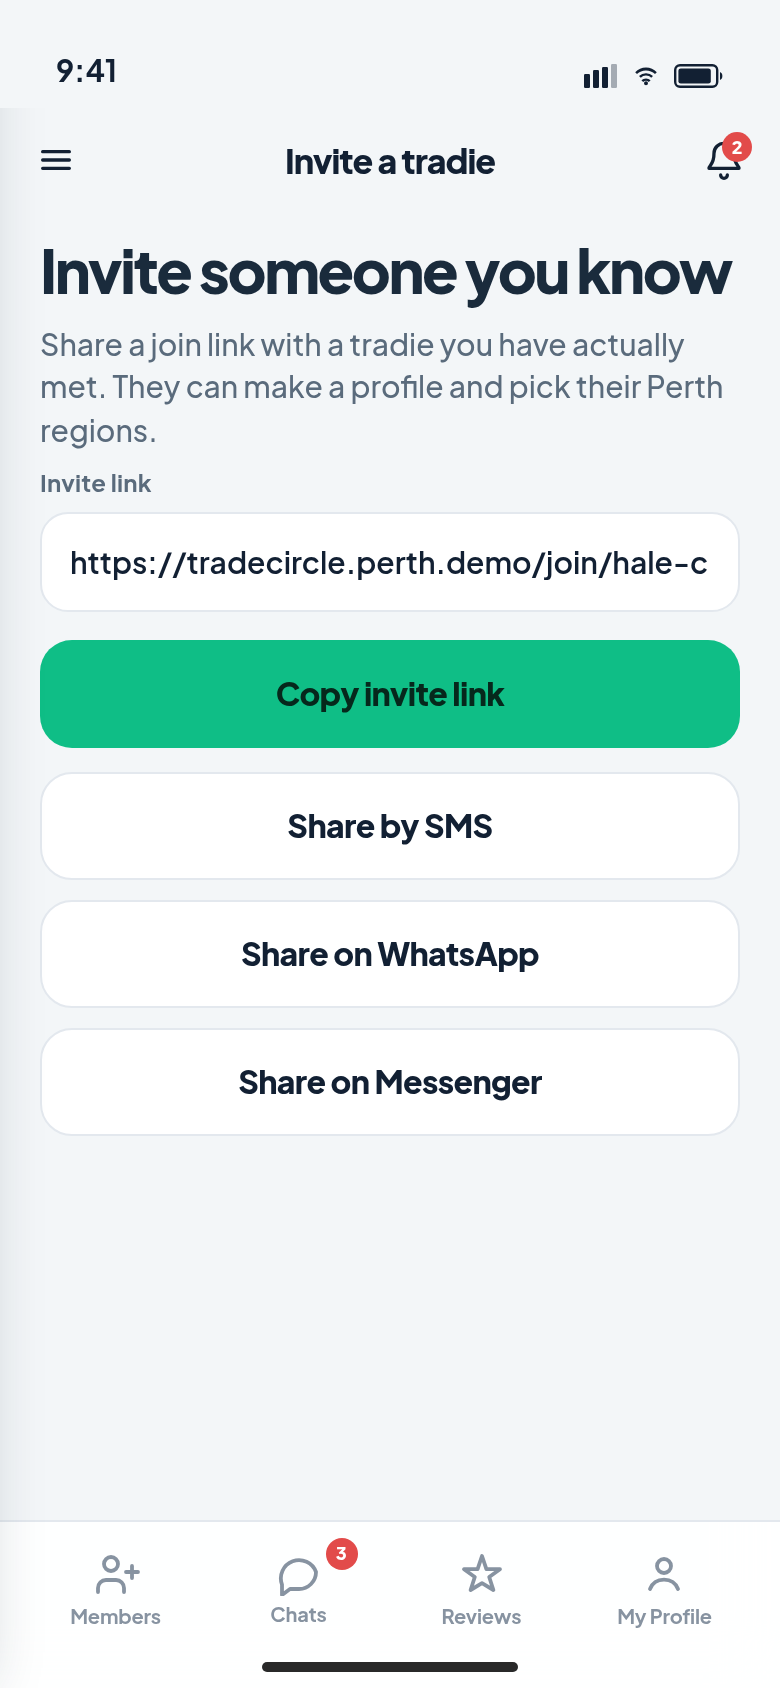 9:41
Invite a tradie
2
Invite someone you know
Share a join link with a tradie you have actually
met. They can make a profile and pick their Perth
regions.
Invite link
https://tradecircle.perth.demo/join/hale-c
Copy invite link
Share by SMS
Share on WhatsApp
Share on Messenger
3
Members
Chats
Reviews
My Profile